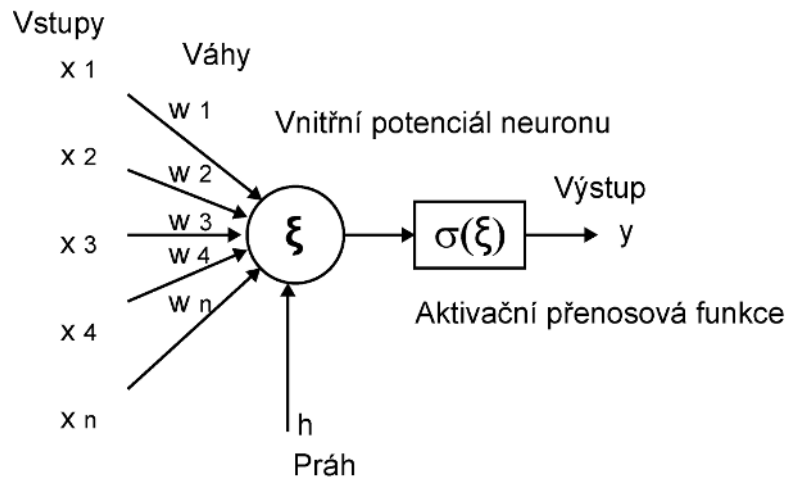 Vstupy
x 1
x 2
x 3
x 4
x n
Váhy
w 1
w 2
w 3
w 4
w n
Vnitřní potenciál neuronu
ξ
σ(ξ)
Výstup
y
Aktivační přenosová funkce
h
Práh